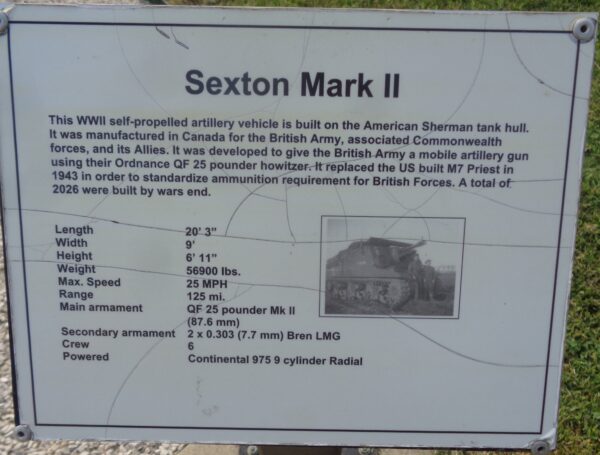 Sexton Mark II
This WWII self-propelled artillery vehicle is built on the American Sherman tank hull.
It was manufactured in Canada for the British Army, associated Commonwealth
forces, and its Allies. It was developed to give the British Army a mobile artillery gun
using their Ordnance QF 25 pounder howitzer. It replaced the US built M7 Priest in
1943 in order to standardize ammunition requirement for British Forces. A total of
2026 were built by wars end.
Length 20' 3"
Width 9'
Height 6' 11"
Weight 56900 lbs.
Max. Speed 25 MPH
Range 125 mi.
Main armament QF 25 pounder Mk II
(87.6 mm)
Secondary armament 2 x 0.303 (7.7 mm) Bren LMG
Crew 6
Powered Continental 975 9 cylinder Radial